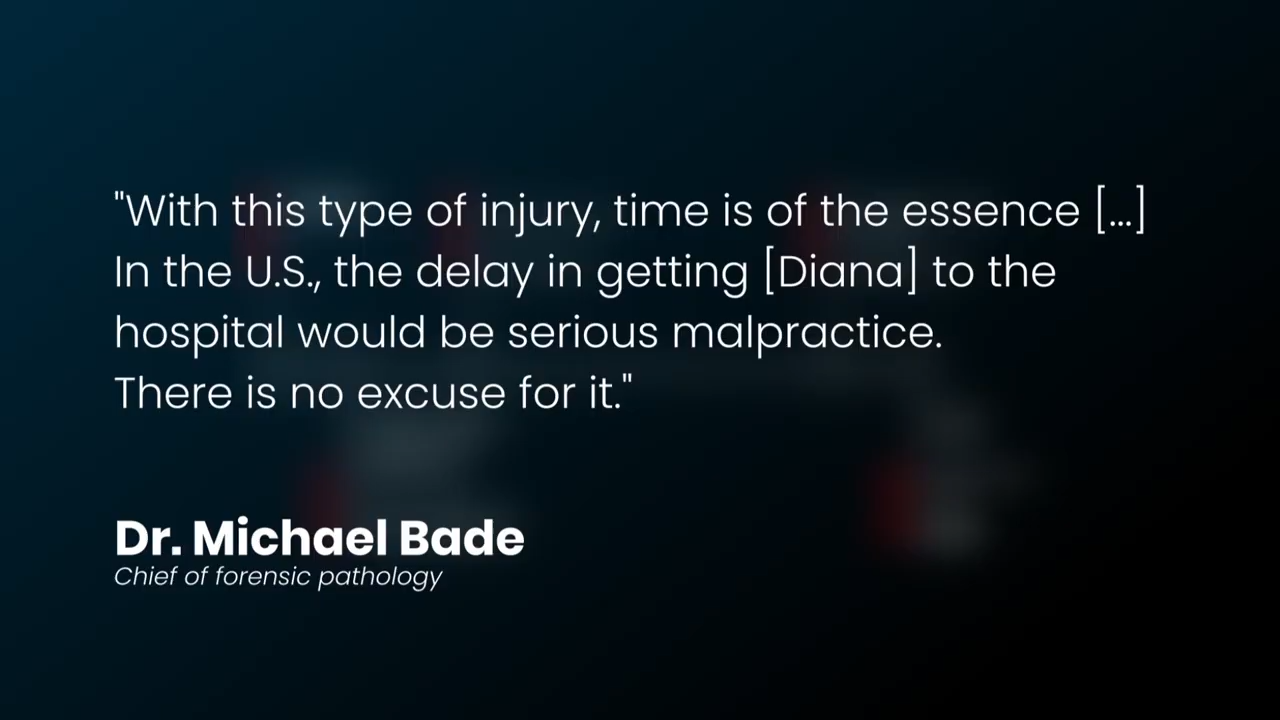 "With this type of injury, time is of the essence [...]
In the U.S., the delay in getting [Diana] to the
hospital would be serious malpractice.
There is no excuse for it."
Dr. Michael Bade
Chief of forensic pathology